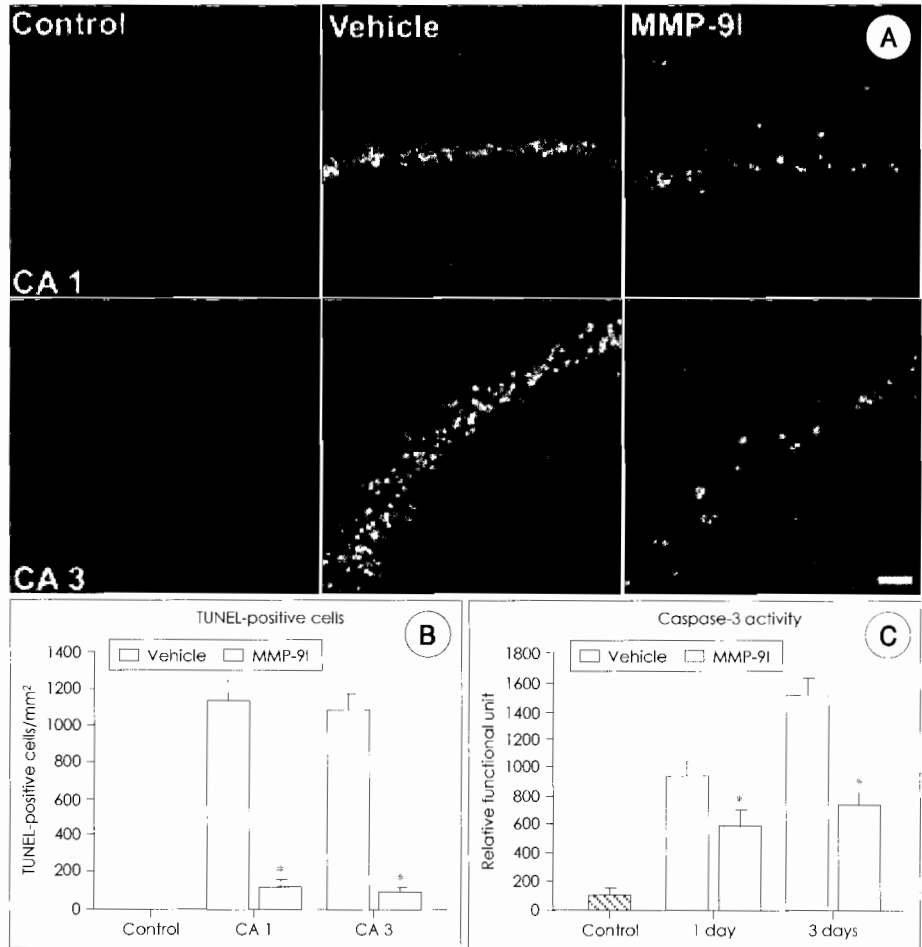 Control
Vehicle
MMP-9I
A
CA 1
CA 3
TUNEL-positive cells
B
Vehicle
MMP-9I
TUNEL-positive cells/mm2
1400
1200
1000
800
600
400
200
0
*
*
Control
CA 1
CA 3
Caspase-3 activity
C
Vehicle
MMP-9I
Relative functional unit
1800
1600
1400
1200
1000
800
600
400
200
0
*
*
Control
1 day
3 days